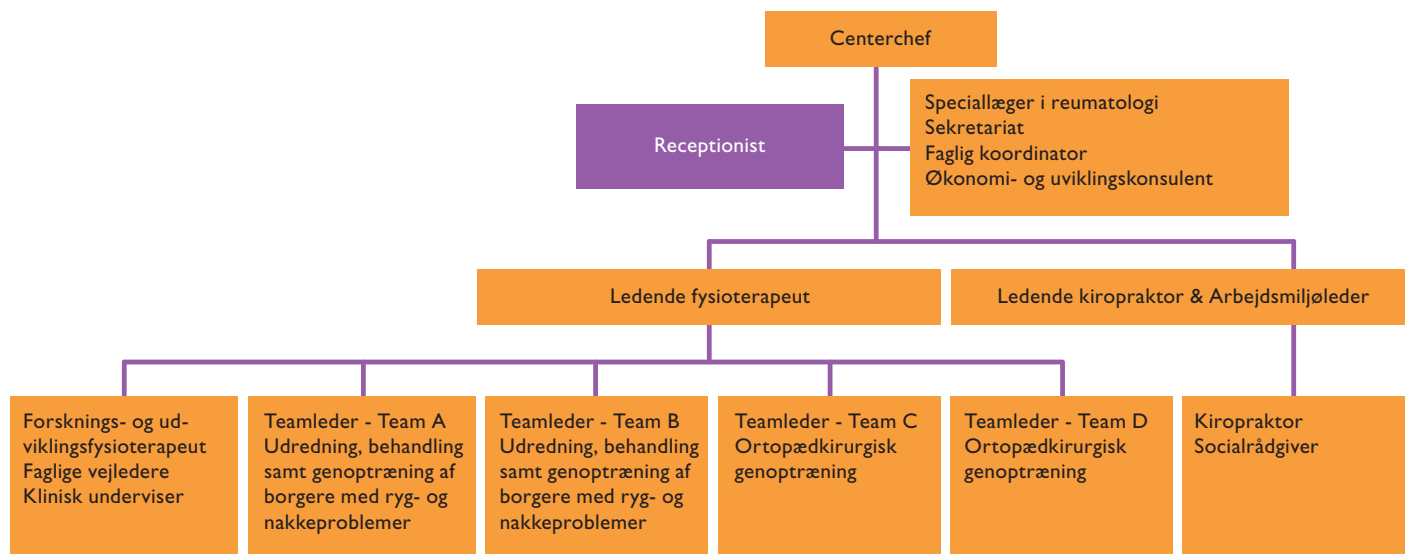 Centerchef
Receptionist
Speciallæger i reumatologi
Sekretariat
Faglig koordinator
Økonomi- og uviklingskonsulent
Ledende fysioterapeut
Ledende kiropraktor & Arbejdsmiljøleder
Forsknings- og ud-
viklingsfysioterapeut
Faglige vejledere
Klinisk underviser
Teamleder - Team A
Udredning, behandling
samt genoptræning af
borgere med ryg- og
nakkeproblemer
Teamleder - Team B
Udredning, behandling
samt genoptræning af
borgere med ryg- og
nakkeproblemer
Teamleder - Team C
Ortopædkirurgisk
genoptræning
Teamleder - Team D
Ortopædkirurgisk
genoptræning
Kiropraktor
Socialrådgiver